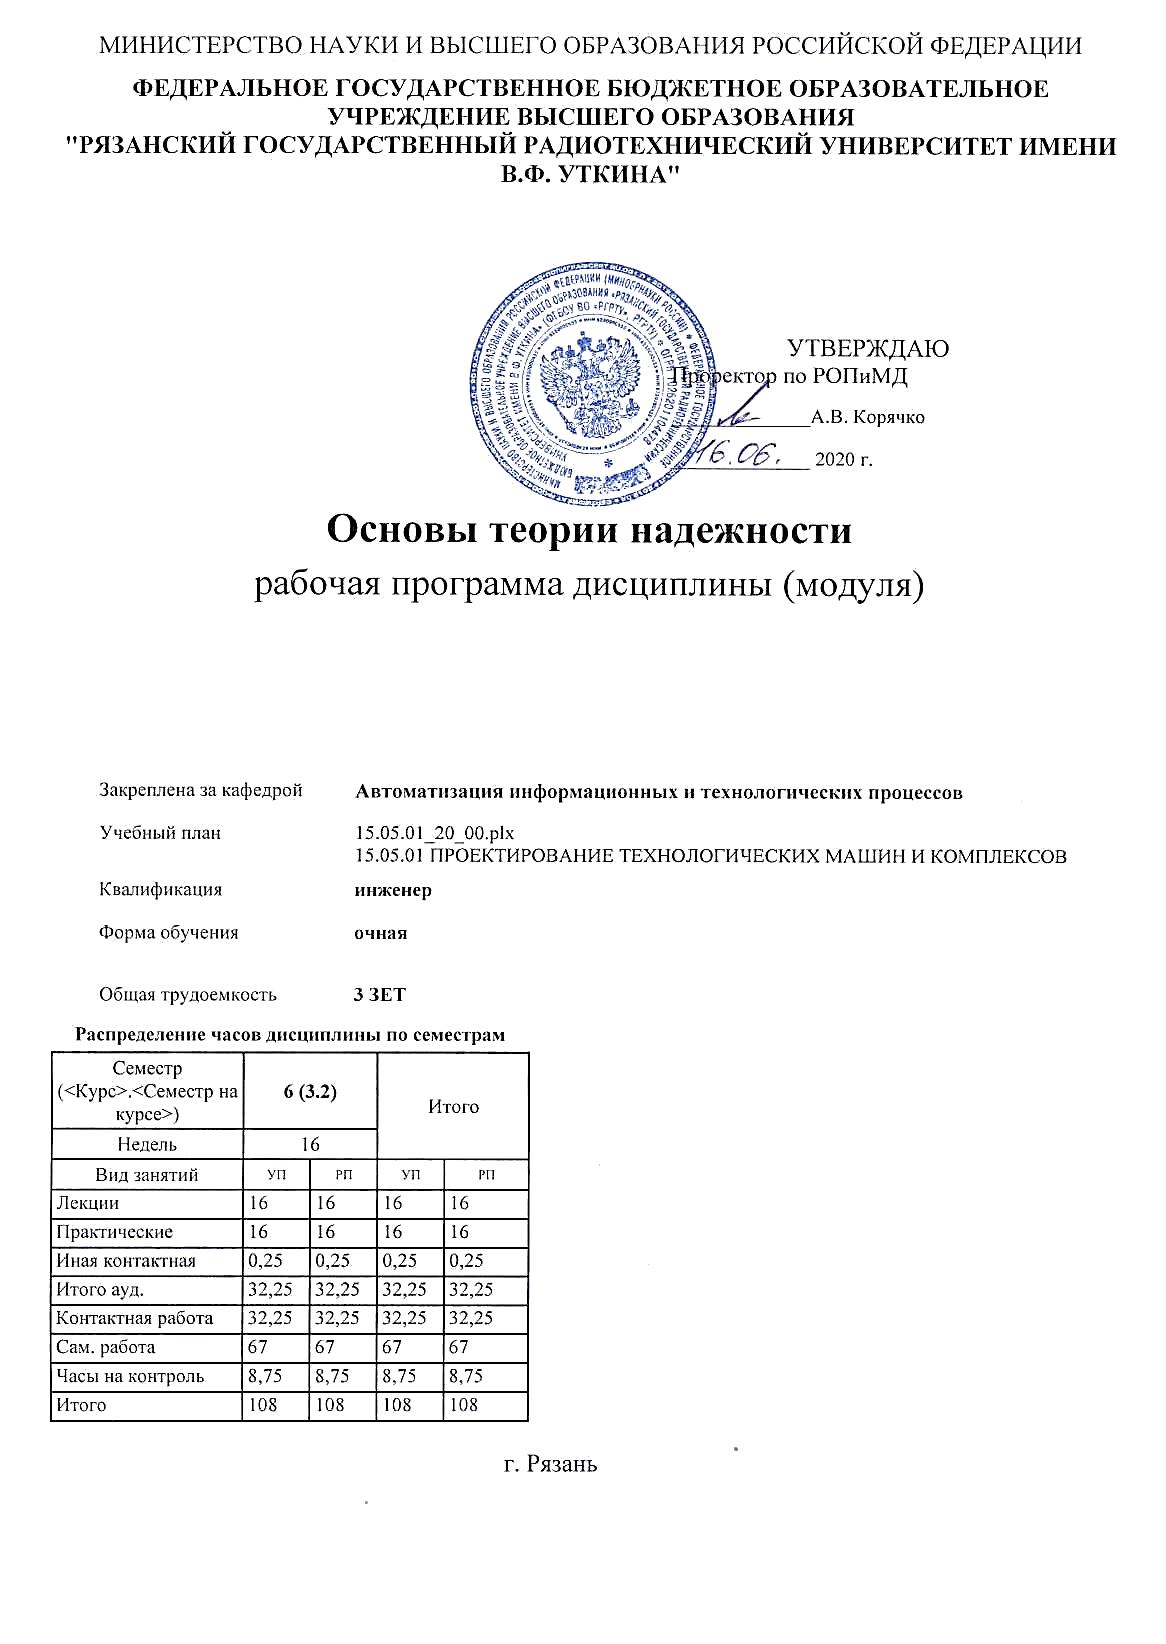 МИНИСТЕРСТВО НАУКИ И ВЫСШЕГО ОБРАЗОВАНИЯ РОССИЙСКОЙ ФЕДЕРАЦИИ
ФЕДЕРАЛЬНОЕ ГОСУДАРСТВЕННОЕ БЮДЖЕТНОЕ ОБРАЗОВАТЕЛЬНОЕ
УЧРЕЖДЕНИЕ ВЫСШЕГО ОБРАЗОВАНИЯ
"РЯЗАНСКИЙ ГОСУДАРСТВЕННЫЙ РАДИОТЕХНИЧЕСКИЙ УНИВЕРСИТЕТ ИМЕНИ
В.Ф. УТКИНА"
УТВЕРЖДАЮ
Проректор по РОПиМД
А.В. Корячко
16.06. 2020 г.
Основы теории надежности
рабочая программа дисциплины (модуля)
Закреплена за кафедрой Автоматизация информационных и технологических процессов
Учебный план 15.05.01_20_00.plx
15.05.01 ПРОЕКТИРОВАНИЕ ТЕХНОЛОГИЧЕСКИХ МАШИН И КОМПЛЕКСОВ
Квалификация инженер
Форма обучения очная
Общая трудоемкость 3 ЗЕТ
Распределение часов дисциплины по семестрам
Семестр
(<Курс>.<Семестр на
курсе>) 6 (3.2) Итого
Недель 16
Вид занятий УП РП УП РП
Лекции 16 16 16 16
Практические 16 16 16 16
Иная контактная 0,25 0,25 0,25 0,25
Итого ауд. 32,25 32,25 32,25 32,25
Контактная работа 32,25 32,25 32,25 32,25
Сам. работа 67 67 67 67
Часы на контроль 8,75 8,75 8,75 8,75
Итого 108 108 108 108
г. Рязань